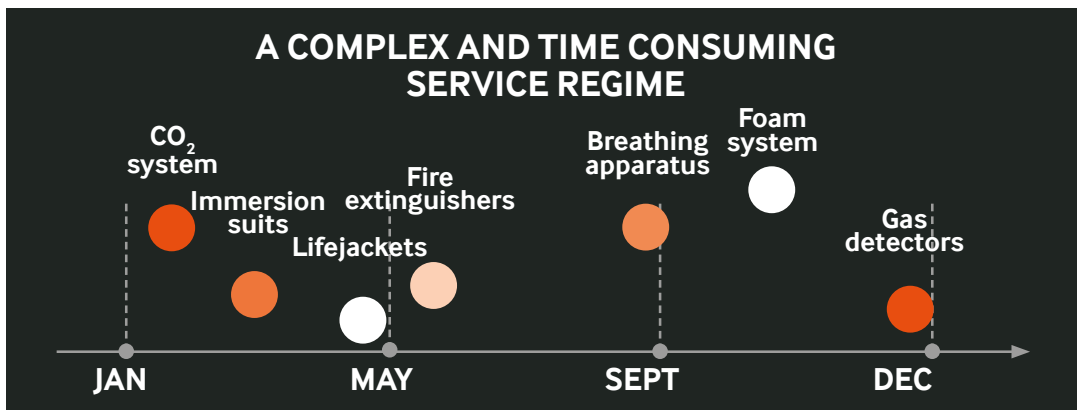 A COMPLEX AND TIME CONSUMING
SERVICE REGIME
CO₂
system
Immersion
suits
Lifejackets
Fire
extinguishers
Breathing
apparatus
Foam
system
Gas
detectors
JAN
MAY
SEPT
DEC